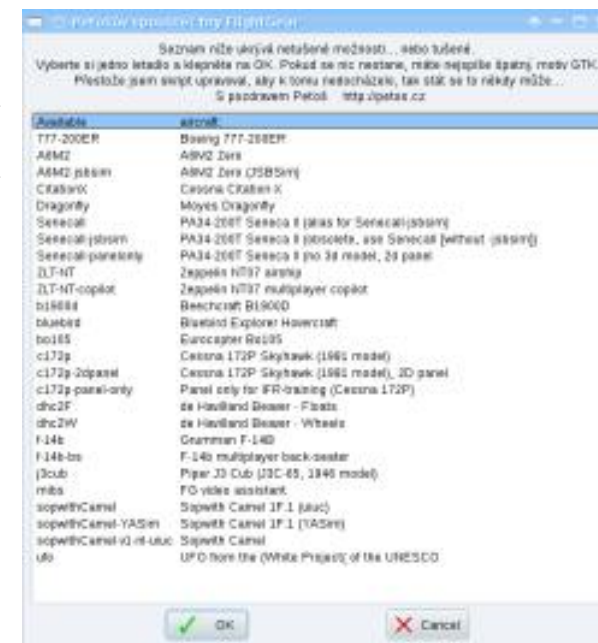 Petošův spouštěč hry FlightGear
Seznam níže ukrývá netušené možnosti... nebo tušené.
Vyberte si jedno letadlo a klepněte na OK. Pokud se nic nestane, máte nejspíše špatný motiv GTK.
Přestože jsem skript upravoval, aby k tomu nedocházelo, tak stát se to někdy může...
S pozdravem Petoš http://petos.cz
Available aircraft:
777-200ER Boeing 777-200ER
A6M2 A6M2 Zero
A6M2-jsbsim A6M2 Zero (JSBSim)
CitationX Cessna Citation X
Dragonfly Moyes Dragonfly
SenecaII PA34-200T Seneca II (alias for SenecaII-jsbsim)
SenecaII-jsbsim PA34-200T Seneca II (obsolete, use SenecaII [without -jsbsim])
SenecaII-panelonly PA34-200T Seneca II (no 3d model, 2d panel
ZLT-NT Zeppelin NT07 airship
ZLT-NT-copilot Zeppelin NT07 multiplayer copilot
b1900d Beechcraft B1900D
bluebird Bluebird Explorer Hovercraft
bo105 Eurocopter Bo105
c172p Cessna 172P Skyhawk (1981 model)
c172p-2dpanel Cessna 172P Skyhawk (1981 model), 2D panel
c172p-panel-only Panel only for IFR-training (Cessna 172P)
dhc2F de Havilland Beaver - Floats
dhc2W de Havilland Beaver - Wheels
f-14b Grumman F-14B
f-14b-bs F-14b multiplayer back-seater
j3cub Piper J3 Cub (J3C-65, 1946 model)
mibs FG video assistant
sopwithCamel Sopwith Camel 1F.1 (uiuc)
sopwithCamel-YASim Sopwith Camel 1F.1 (YASim)
sopwithCamel-v1-nl-uiuc Sopwith Camel
ufo UFO from the (White Project( of the UNESCO
OK Cancel